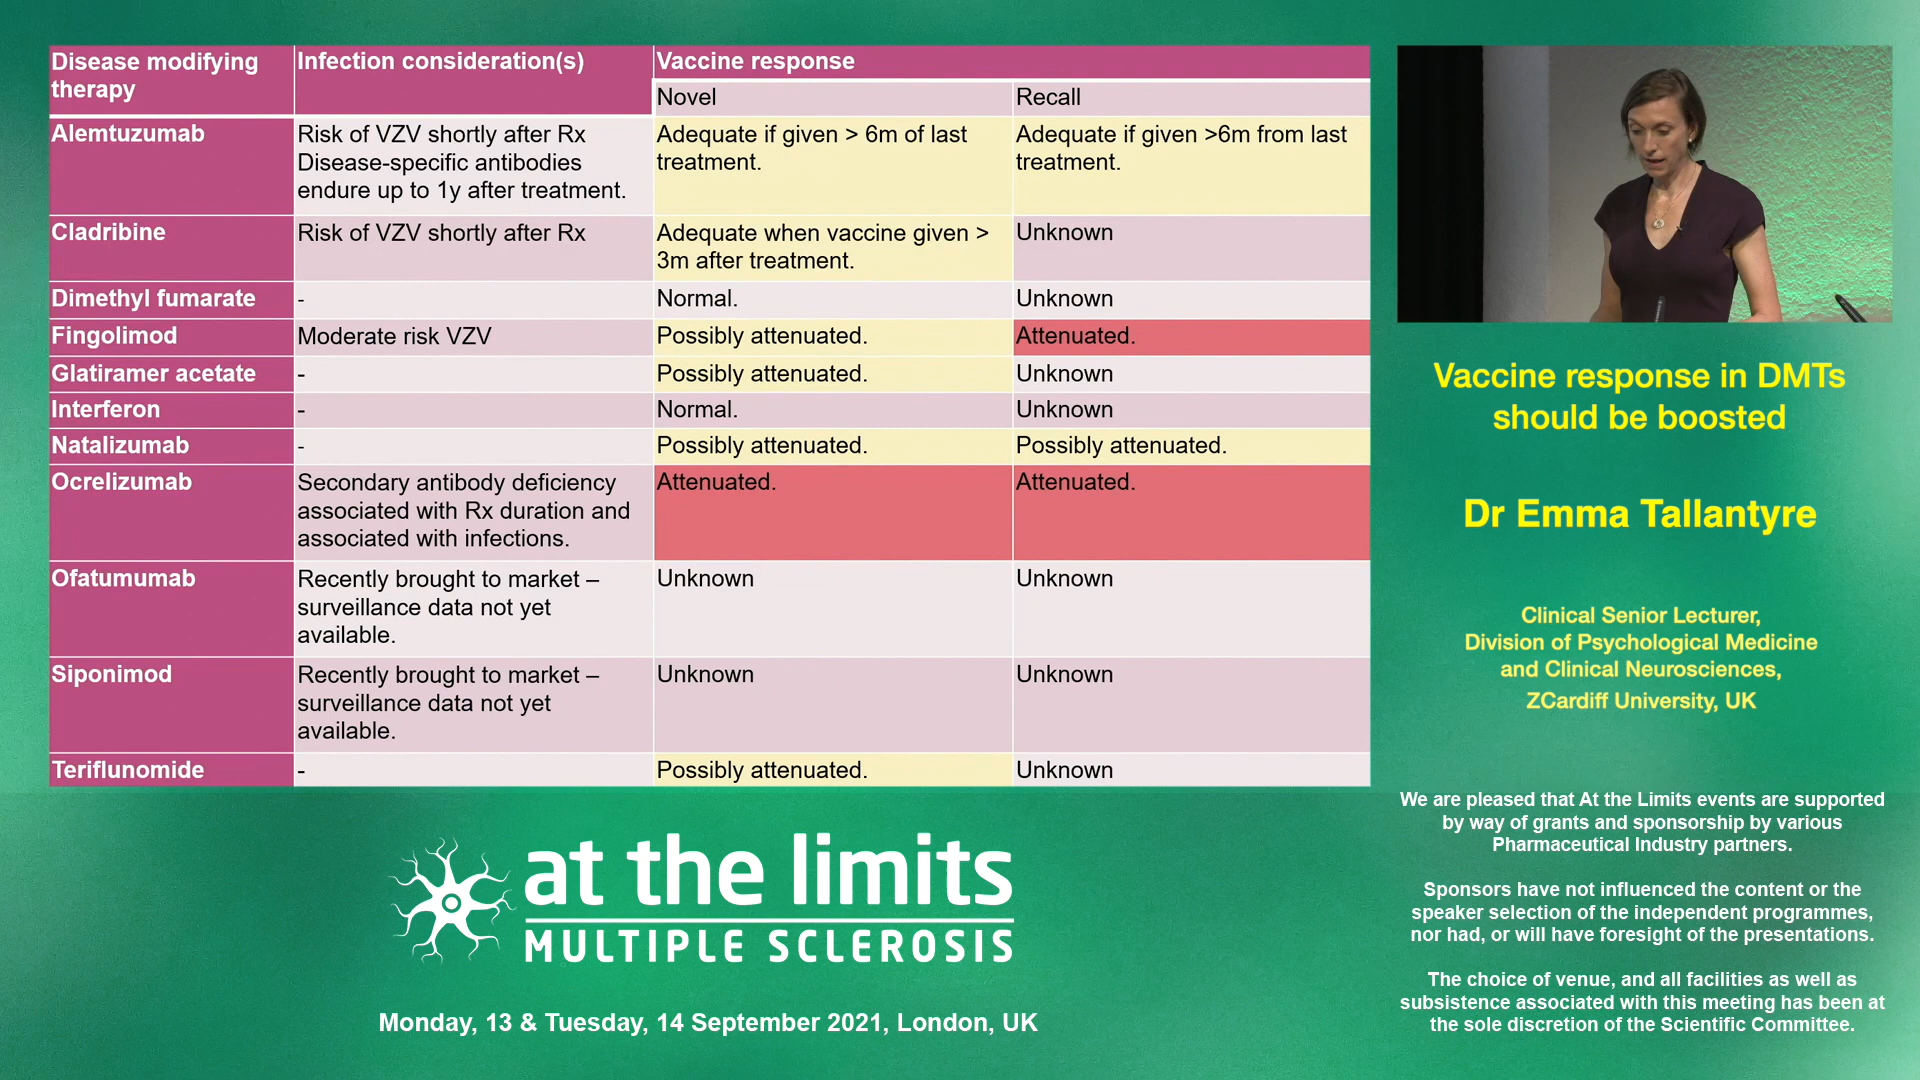 Disease modifying
therapy
Infection consideration(s)
Vaccine response
Novel
Recall
Alemtuzumab
Risk of VZV shortly after Rx
Disease-specific antibodies
endure up to 1y after treatment.
Adequate if given > 6m of last
treatment.
Adequate if given >6m from last
treatment.
Cladribine
Risk of VZV shortly after Rx
Adequate when vaccine given >
3m after treatment.
Unknown
Dimethyl fumarate
-
Normal.
Unknown
Fingolimod
Moderate risk VZV
Possibly attenuated.
Attenuated.
Glatiramer acetate
-
Possibly attenuated.
Unknown
Interferon
-
Normal.
Unknown
Natalizumab
-
Possibly attenuated.
Possibly attenuated.
Ocrelizumab
Secondary antibody deficiency
associated with Rx duration and
associated with infections.
Attenuated.
Attenuated.
Ofatumumab
Recently brought to market –
surveillance data not yet
available.
Unknown
Unknown
Siponimod
Recently brought to market –
surveillance data not yet
available.
Unknown
Unknown
Teriflunomide
-
Possibly attenuated.
Unknown
Vaccine response in DMTs
should be boosted
Dr Emma Tallantyre
Clinical Senior Lecturer,
Division of Psychological Medicine
and Clinical Neurosciences,
ZCardiff University, UK
We are pleased that At the Limits events are supported
by way of grants and sponsorship by various
Pharmaceutical Industry partners.
Sponsors have not influenced the content or the
speaker selection of the independent programmes,
nor had, or will have foresight of the presentations.
The choice of venue, and all facilities as well as
subsistence associated with this meeting has been at
the sole discretion of the Scientific Committee.
at the limits
MULTIPLE SCLEROSIS
Monday, 13 & Tuesday, 14 September 2021, London, UK